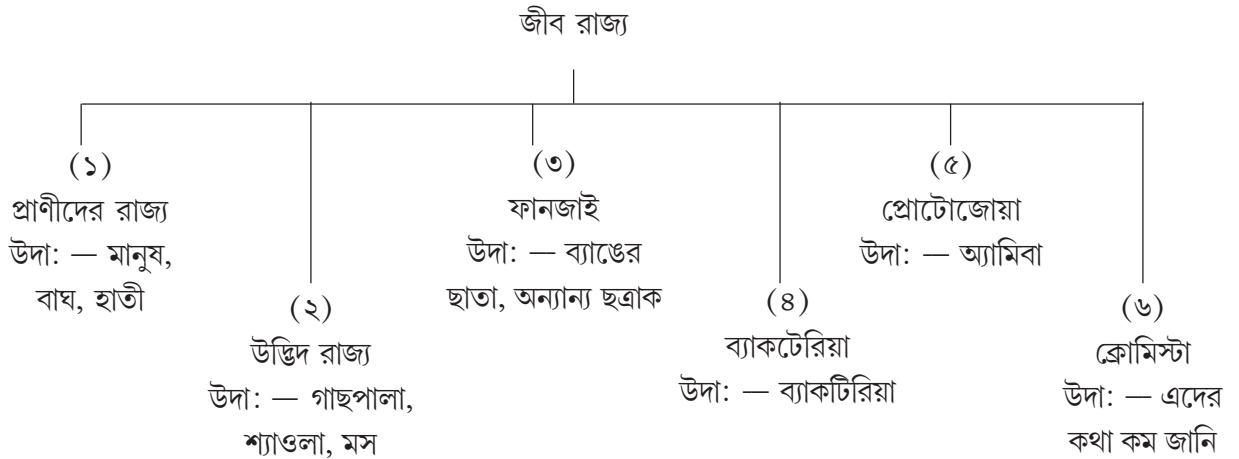 জীব রাজ্য
(১)
প্রাণীদের রাজ্য
উদা: — মানুষ,
বাঘ, হাতী
(২)
উদ্ভিদ রাজ্য
উদা: — গাছপালা,
শ্যাওলা, মস
(৩)
ফানজাই
উদা: — ব্যাঙের
ছাতা, অন্যান্য ছত্রাক
(৪)
ব্যাকটেরিয়া
উদা: — ব্যাকটিরিয়া
(৫)
প্রোটোজোয়া
উদা: — অ্যামিবা
(৬)
ক্রোমিস্টা
উদা: — এদের
কথা কম জানি